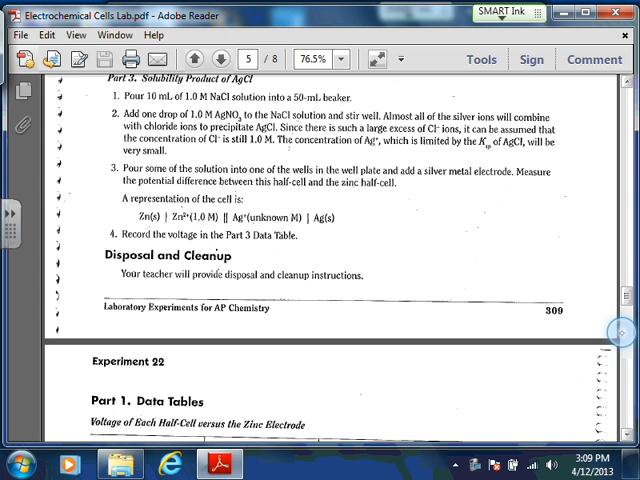 Electrochemical Cells Lab.pdf - Adobe Reader
SMART Ink
File Edit View Window Help
5 / 8 76.5% Tools Sign Comment
Part 3. Solubility Product of AgCl
1. Pour 10 mL of 1.0 M NaCl solution into a 50-mL beaker.
2. Add one drop of 1.0 M AgNO3 to the NaCl solution and stir well. Almost all of the silver ions will combine
with chloride ions to precipitate AgCl. Since there is such a large excess of Cl⁻ ions, it can be assumed that
the concentration of Cl⁻ is still 1.0 M. The concentration of Ag⁺, which is limited by the Ksp of AgCl, will be
very small.
3. Pour some of the solution into one of the wells in the well plate and add a silver metal electrode. Measure
the potential difference between this half-cell and the zinc half-cell.
A representation of the cell is:
Zn(s) | Zn²⁺(1.0 M) || Ag⁺(unknown M) | Ag(s)
4. Record the voltage in the Part 3 Data Table.
Disposal and Cleanup
Your teacher will provide disposal and cleanup instructions.
Laboratory Experiments for AP Chemistry 309
Experiment 22
Part 1. Data Tables
Voltage of Each Half-Cell versus the Zinc Electrode
3:09 PM
4/12/2013